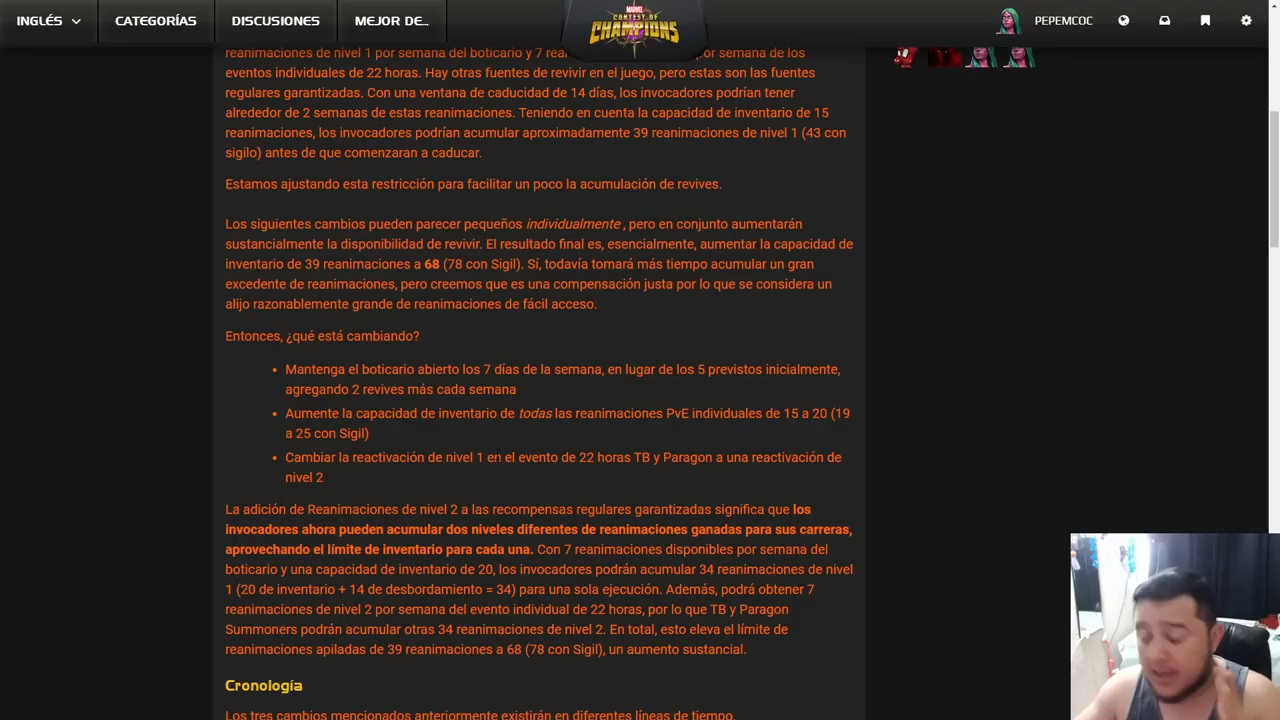 INGLÉS
CATEGORÍAS
DISCUSIONES
MEJOR DE...
MARVEL
CONTEST OF
CHAMPIONS
PEPEMCOC
reanimaciones de nivel 1 por semana del boticario y 7 por semana de los
eventos individuales de 22 horas. Hay otras fuentes de revivir en el juego, pero estas son las fuentes
regulares garantizadas. Con una ventana de caducidad de 14 días, los invocadores podrían tener
alrededor de 2 semanas de estas reanimaciones. Teniendo en cuenta la capacidad de inventario de 15
reanimaciones, los invocadores podrían acumular aproximadamente 39 reanimaciones de nivel 1 (43 con
sigilo) antes de que comenzaran a caducar.
Estamos ajustando esta restricción para facilitar un poco la acumulación de revives.
Los siguientes cambios pueden parecer pequeños individualmente , pero en conjunto aumentarán
sustancialmente la disponibilidad de revivir. El resultado final es, esencialmente, aumentar la capacidad de
inventario de 39 reanimaciones a 68 (78 con Sigil). Sí, todavía tomará más tiempo acumular un gran
excedente de reanimaciones, pero creemos que es una compensación justa por lo que se considera un
alijo razonablemente grande de reanimaciones de fácil acceso.
Entonces, ¿qué está cambiando?
• Mantenga el boticario abierto los 7 días de la semana, en lugar de los 5 previstos inicialmente,
agregando 2 revives más cada semana
• Aumente la capacidad de inventario de todas las reanimaciones PvE individuales de 15 a 20 (19
a 25 con Sigil)
• Cambiar la reactivación de nivel 1 en el evento de 22 horas TB y Paragon a una reactivación de
nivel 2
La adición de Reanimaciones de nivel 2 a las recompensas regulares garantizadas significa que los
invocadores ahora pueden acumular dos niveles diferentes de reanimaciones ganadas para sus carreras,
aprovechando el límite de inventario para cada una. Con 7 reanimaciones disponibles por semana del
boticario y una capacidad de inventario de 20, los invocadores podrán acumular 34 reanimaciones de nivel
1 (20 de inventario + 14 de desbordamiento = 34) para una sola ejecución. Además, podrá obtener 7
reanimaciones de nivel 2 por semana del evento individual de 22 horas, por lo que TB y Paragon
Summoners podrán acumular otras 34 reanimaciones de nivel 2. En total, esto eleva el límite de
reanimaciones apiladas de 39 reanimaciones a 68 (78 con Sigil), un aumento sustancial.
Cronología
Los tres cambios mencionados anteriormente existirán en diferentes líneas de tiempo.